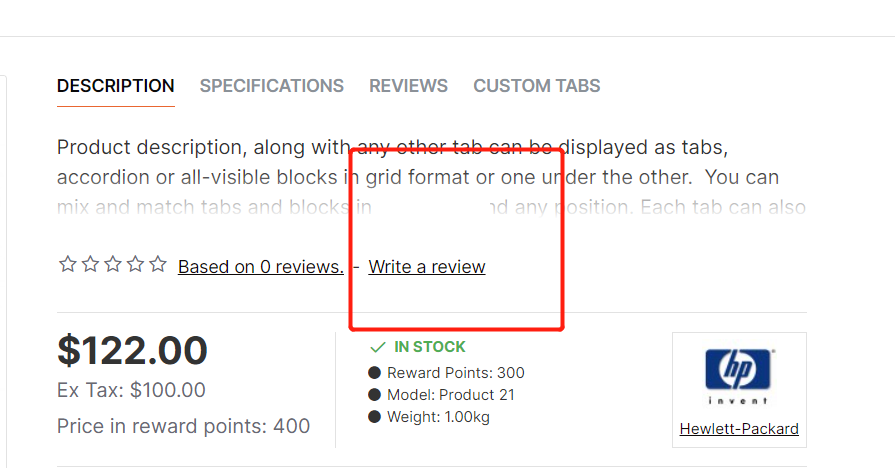 DESCRIPTION SPECIFICATIONS REVIEWS CUSTOM TABS
Product description, along with any other tab can be displayed as tabs,
accordion or all-visible blocks in grid format or one under the other. You can
mix and match tabs and blocks in nd any position. Each tab can also
Based on 0 reviews. - Write a review
$122.00
Ex Tax: $100.00
Price in reward points: 400
IN STOCK
Reward Points: 300
Model: Product 21
Weight: 1.00kg
hp
invent
Hewlett-Packard